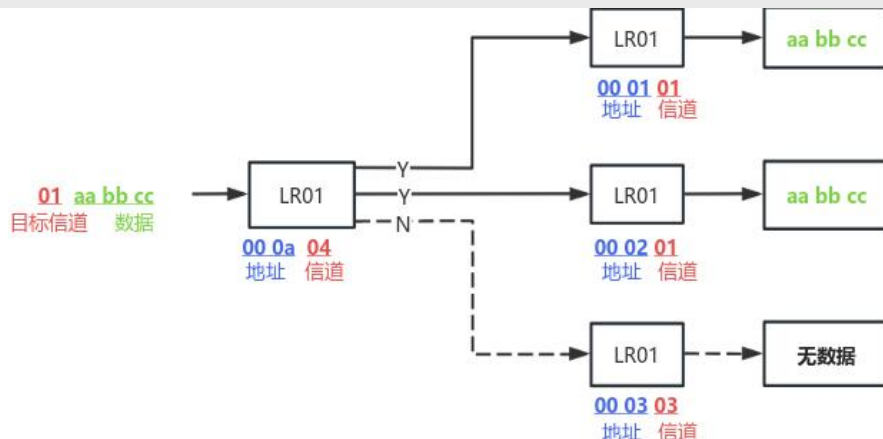 LR01
aa bb cc
00 01 01
地址 信道
Y
01 aa bb cc
目标信道 数据
LR01
Y
LR01
aa bb cc
N
00 0a 04
地址 信道
00 02 01
地址 信道
LR01
无数据
00 03 03
地址 信道